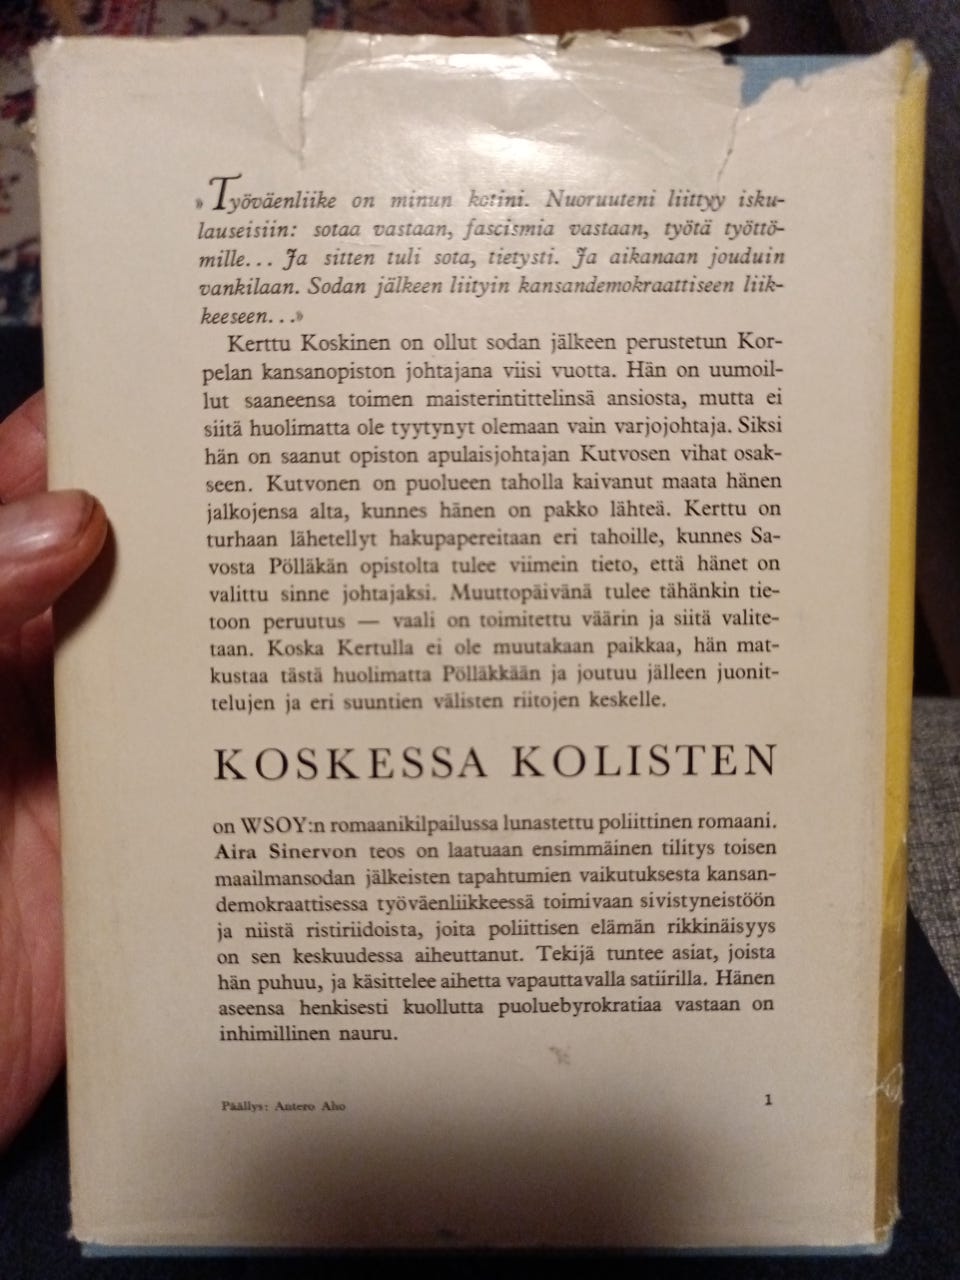 »Työväenliike on minun kotini. Nuoruuteni liittyy isku-
lauseisiin: sotaa vastaan, fascismia vastaan, työtä työttö-
mille... Ja sitten tuli sota, tietysti. Ja aikanaan jouduin
vankilaan. Sodan jälkeen liityin kansandemokraattiseen liik-
keeseen...»
Kerttu Koskinen on ollut sodan jälkeen perustetun Kor-
pelan kansanopiston johtajana viisi vuotta. Hän on uumoil-
lut saaneensa toimen maisterintittelinsä ansiosta, mutta ei
siitä huolimatta ole tyytynyt olemaan vain varjojohtaja. Siksi
hän on saanut opiston apulaisjohtajan Kutvosen vihat osak-
seen. Kutvonen on puolueen taholla kaivanut maata hänen
jalkojensa alta, kunnes hänen on pakko lähteä. Kerttu on
turhaan lähetellyt hakupapereitaan eri tahoille, kunnes Sa-
vosta Pölläkän opistolta tulee viimein tieto, että hänet on
valittu sinne johtajaksi. Muuttopäivänä tulee tähänkin tie-
toon peruutus — vaali on toimitettu väärin ja siitä valite-
taan. Koska Kertulla ei ole muutakaan paikkaa, hän mat-
kustaa tästä huolimatta Pölläkkään ja joutuu jälleen juonit-
telujen ja eri suuntien välisten riitojen keskelle.
KOSKESSA KOLISTEN
on WSOY:n romaanikilpailussa lunastettu poliittinen romaani.
Aira Sinervon teos on laatuaan ensimmäinen tilitys toisen
maailmansodan jälkeisten tapahtumien vaikutuksesta kansan-
demokraattisessa työväenliikkeessä toimivaan sivistyneistöön
ja niistä ristiriidoista, joita poliittisen elämän rikkinäisyys
on sen keskuudessa aiheuttanut. Tekijä tuntee asiat, joista
hän puhuu, ja käsittelee aihetta vapauttavalla satiirilla. Hänen
aseensa henkisesti kuollutta puoluebyrokratiaa vastaan on
inhimillinen nauru.
Päällys: Antero Aho
1